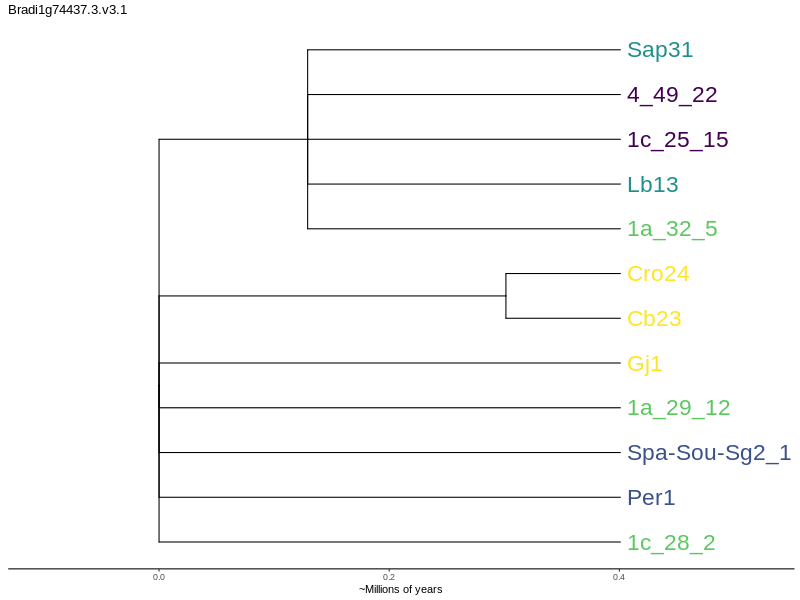 Bradi1g74437.3.v3.1
Sap31
4_49_22
1c_25_15
Lb13
1a_32_5
Cro24
Cb23
Gj1
1a_29_12
Spa-Sou-Sg2_1
Per1
1c_28_2
0.0 0.2 0.4
~Millions of years